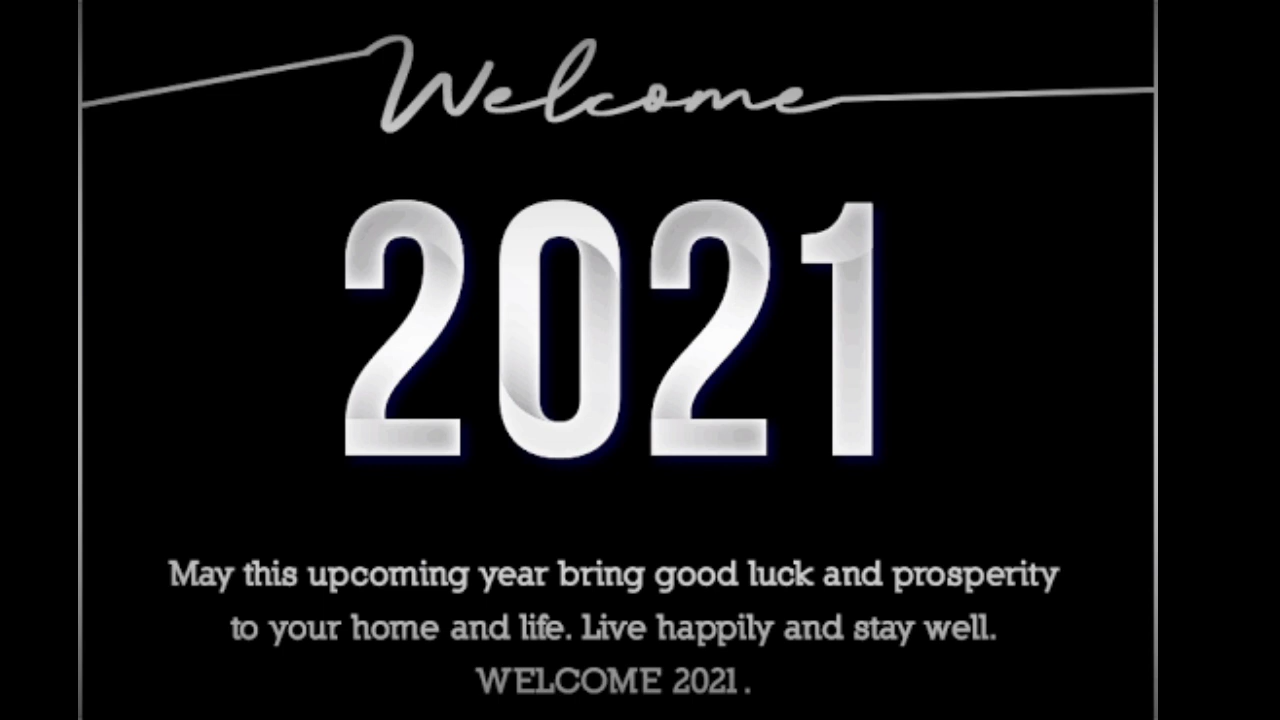 Welcome
2021
May this upcoming year bring good luck and prosperity
to your home and life. Live happily and stay well.
WELCOME 2021.